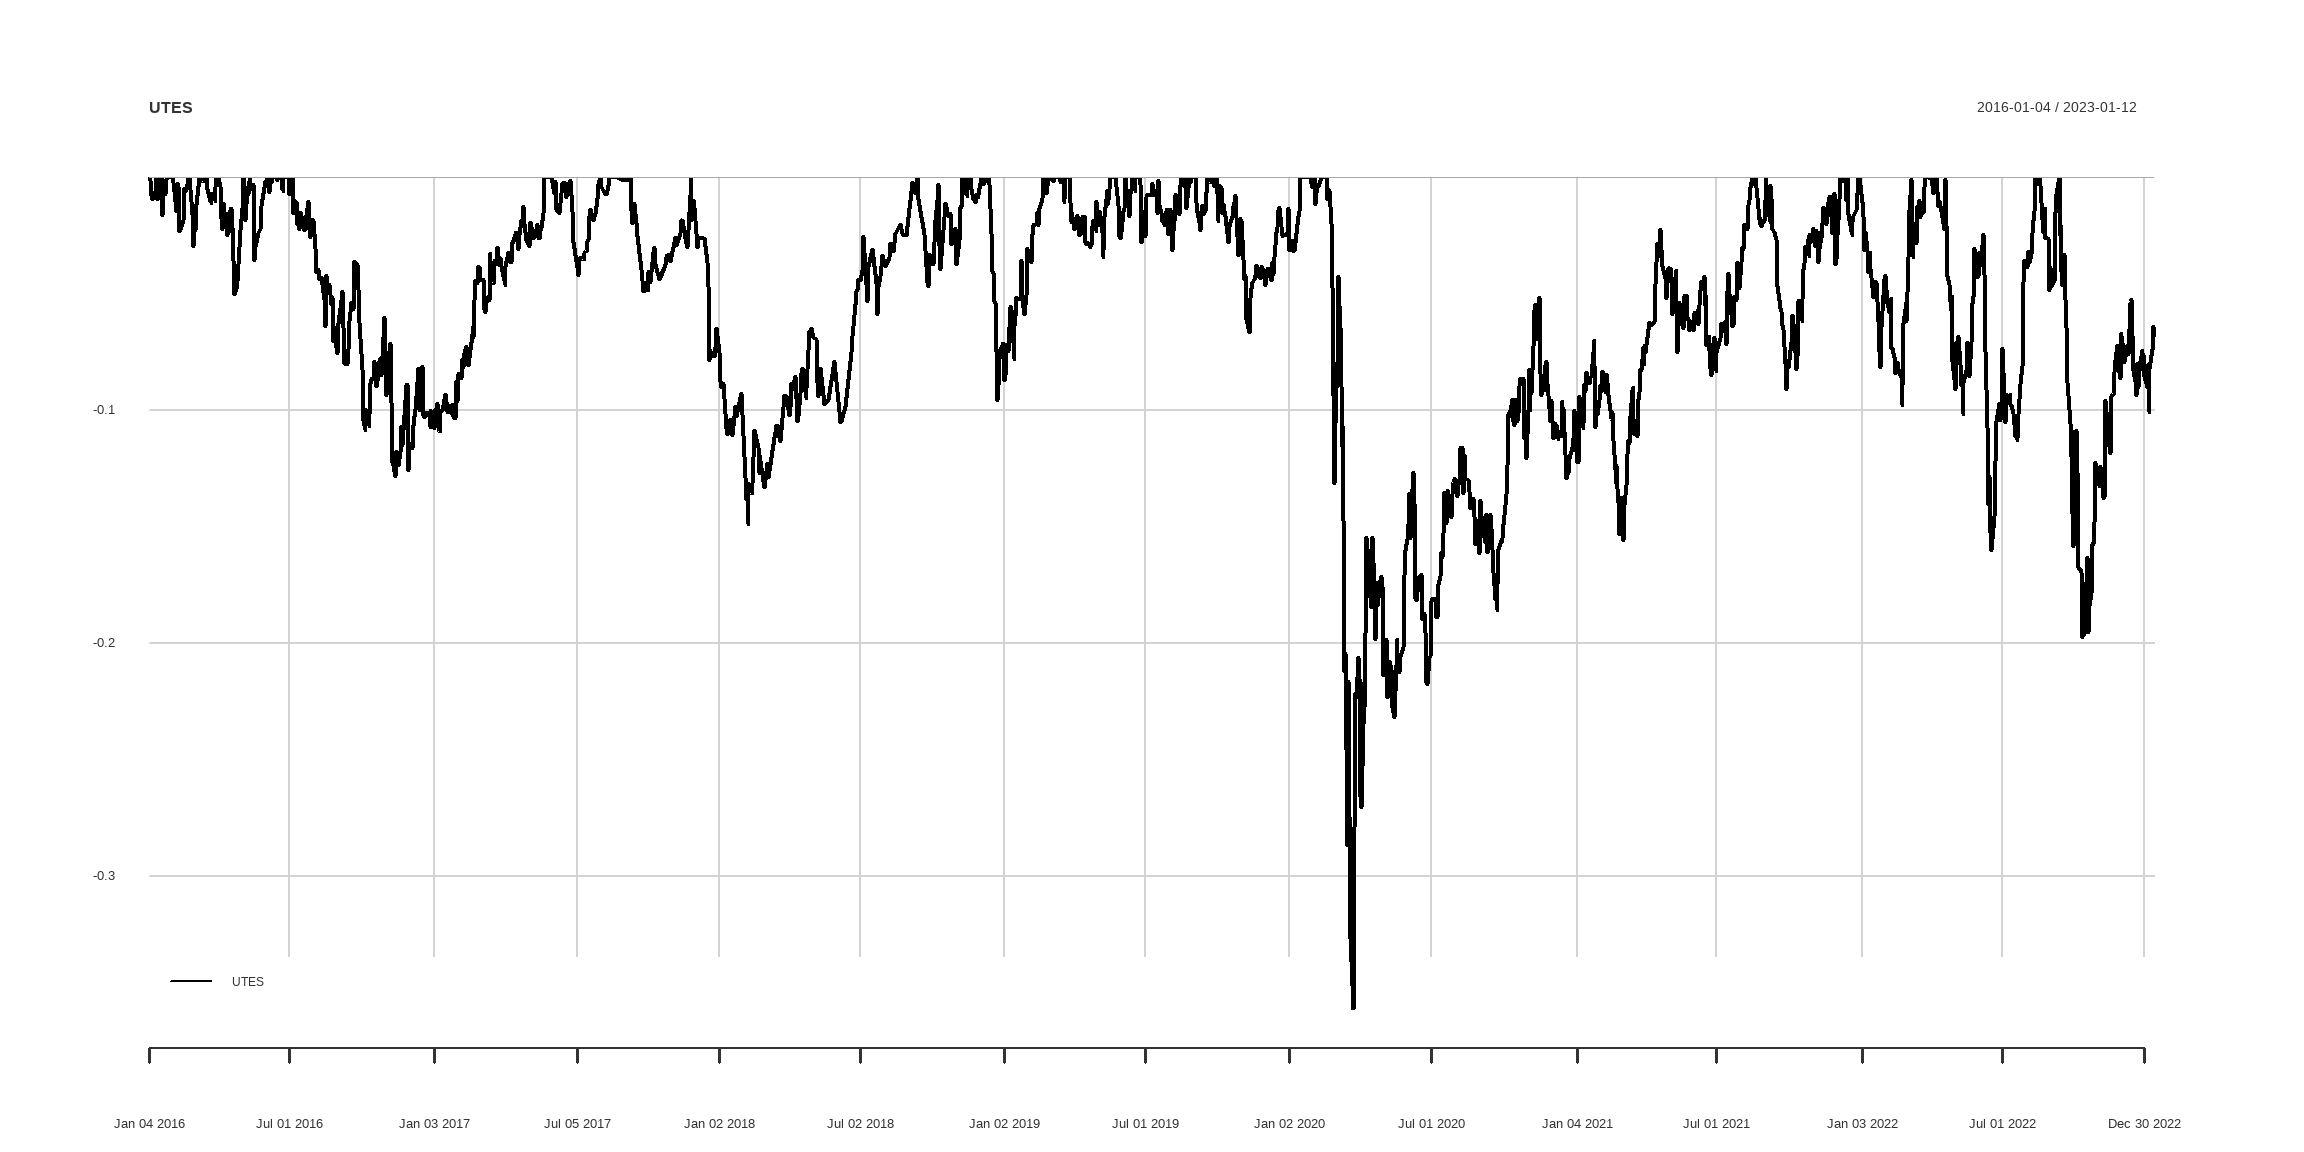 UTES
2016-01-04 / 2023-01-12
-0.1
-0.2
-0.3
UTES
Jan 04 2016
Jul 01 2016
Jan 03 2017
Jul 05 2017
Jan 02 2018
Jul 02 2018
Jan 02 2019
Jul 01 2019
Jan 02 2020
Jul 01 2020
Jan 04 2021
Jul 01 2021
Jan 03 2022
Jul 01 2022
Dec 30 2022